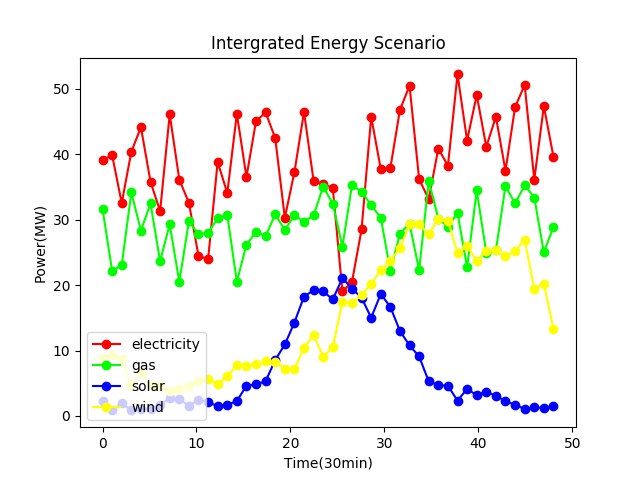 Intergrated Energy Scenario
Power(MW)
50
40
30
20
10
0
electricity
gas
solar
wind
0 10 20 30 40 50
Time(30min)